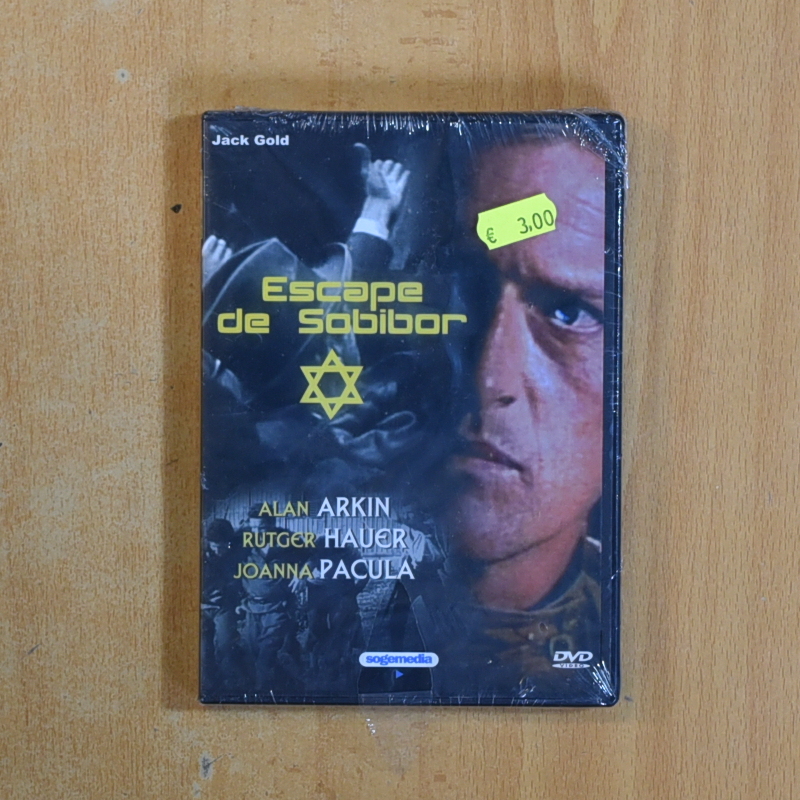 Jack Gold
€ 3,00
Escape
de Sobibor
ALAN ARKIN
RUTGER HAUER
JOANNA PACULA
sogemedia
DVD
VIDEO